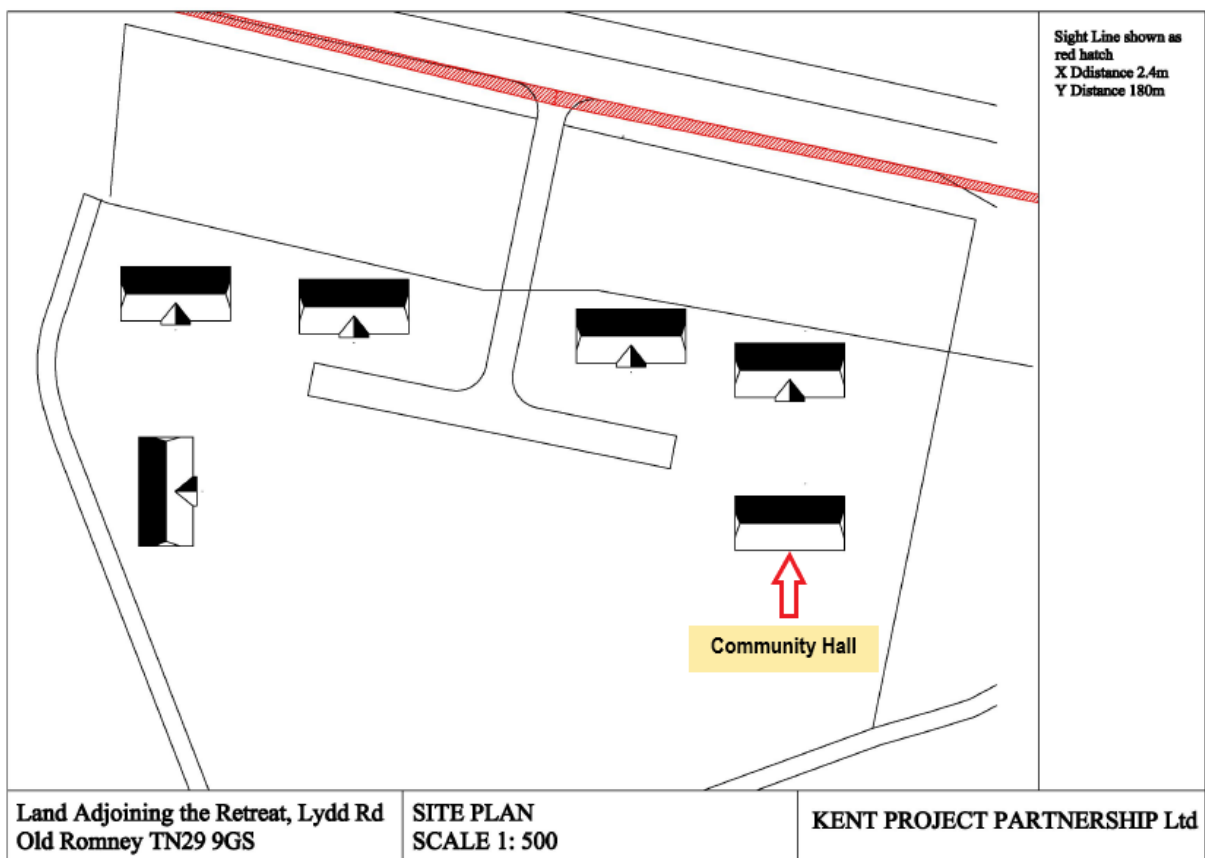 Sight Line shown as
red hatch
X Ddistance 2.4m
Y Distance 180m
Community Hall
Land Adjoining the Retreat, Lydd Rd
Old Romney TN29 9GS
SITE PLAN
SCALE 1: 500
KENT PROJECT PARTNERSHIP Ltd